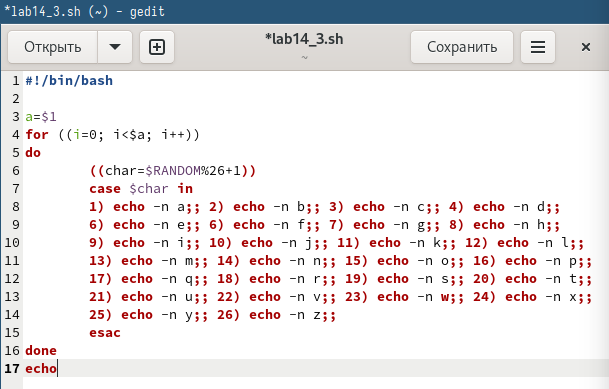 *lab14_3.sh (~) - gedit
Открыть
*lab14_3.sh
~
Сохранить
1 #!/bin/bash
2
3 a=$1
4 for ((i=0; i<$a; i++))
5 do
6 ((char=$RANDOM%26+1))
7 case $char in
8 1) echo -n a;; 2) echo -n b;; 3) echo -n c;; 4) echo -n d;;
9 6) echo -n e;; 6) echo -n f;; 7) echo -n g;; 8) echo -n h;;
10 9) echo -n i;; 10) echo -n j;; 11) echo -n k;; 12) echo -n l;;
11 13) echo -n m;; 14) echo -n n;; 15) echo -n o;; 16) echo -n p;;
12 17) echo -n q;; 18) echo -n r;; 19) echo -n s;; 20) echo -n t;;
13 21) echo -n u;; 22) echo -n v;; 23) echo -n w;; 24) echo -n x;;
14 25) echo -n y;; 26) echo -n z;;
15 esac
16 done
17 echo